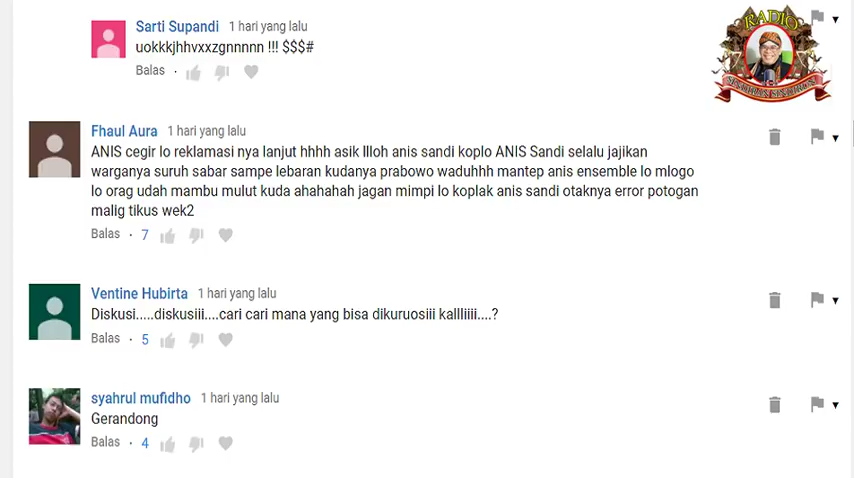 Sarti Supandi 1 hari yang lalu
uokkkjhhvxxzgnnnnn !!! $$$#
Balas ·
RADIO
Fhaul Aura 1 hari yang lalu
ANIS cegir lo reklamasi nya lanjut hhhh asik llloh anis sandi koplo ANIS Sandi selalu jajikan
warganya suruh sabar sampe lebaran kudanya prabowo waduhhh mantep anis ensemble lo mlogo
lo orag udah mambu mulut kuda ahahahah jagan mimpi lo koplak anis sandi otaknya error potogan
malig tikus wek2
Balas · 7
Ventine Hubirta 1 hari yang lalu
Diskusi.....diskusiii....cari cari mana yang bisa dikuruosiii kallliiii....?
Balas · 5
syahrul mufidho 1 hari yang lalu
Gerandong
Balas · 4